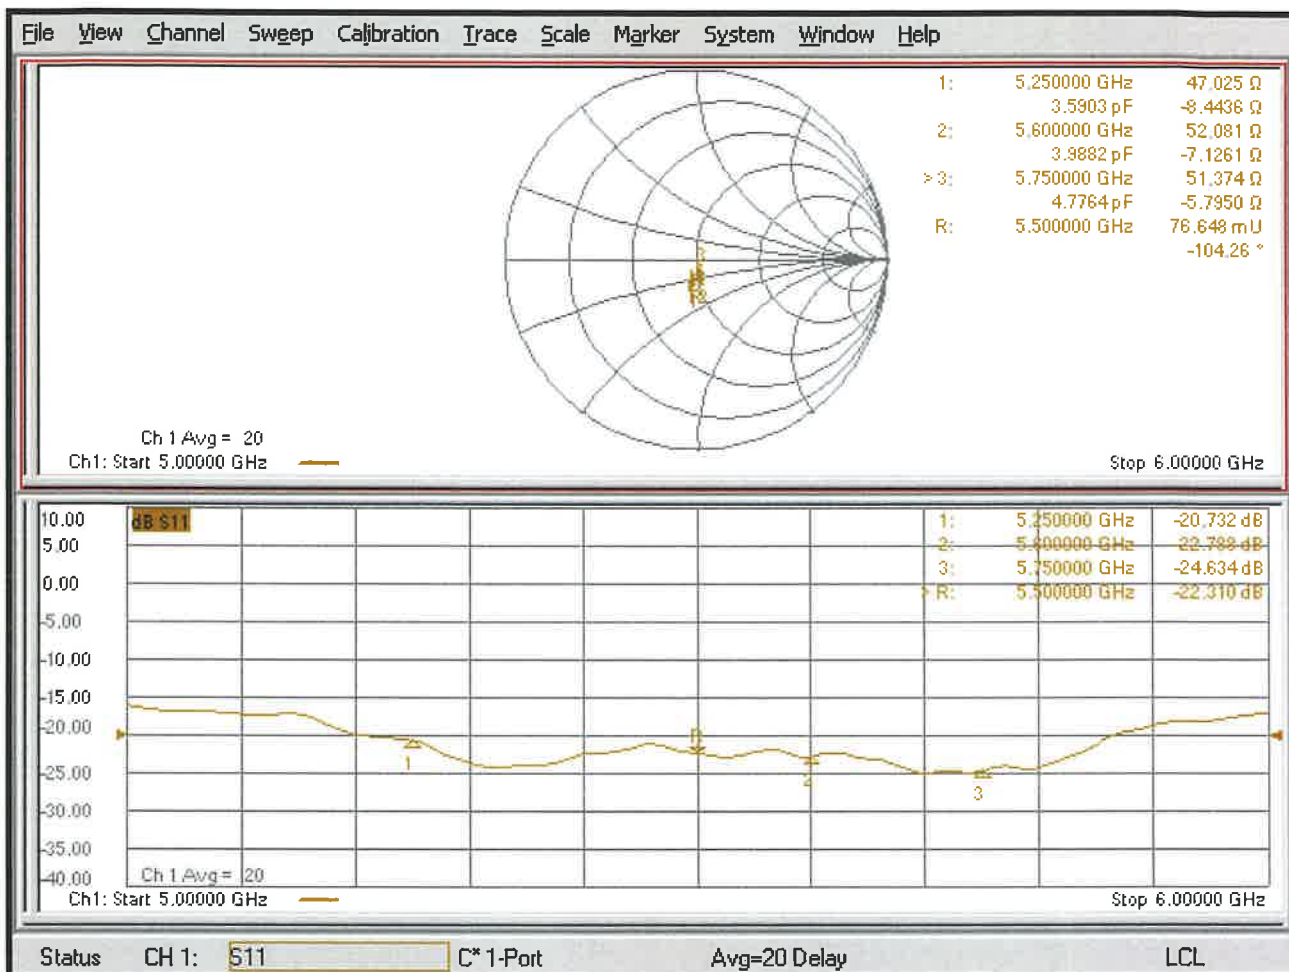 File View Channel Sweep Calibration Trace Scale Marker System Window Help
1: 5.250000 GHz 47.025 Ω
3.5903 pF -8.4436 Ω
2: 5.600000 GHz 52.081 Ω
3.9882 pF -7.1261 Ω
> 3: 5.750000 GHz 51.374 Ω
4.7764 pF -5.7950 Ω
R: 5.500000 GHz 76.648 mU
-104.26 °
Ch 1 Avg = 20
Ch1: Start 5.00000 GHz Stop 6.00000 GHz
10.00 dB S11 1: 5.250000 GHz -20.732 dB
5.00 2: 5.600000 GHz -22.788 dB
0.00 3: 5.750000 GHz -24.634 dB
-5.00 > R: 5.500000 GHz -22.310 dB
-10.00
-15.00
-20.00
R
1
2
3
-25.00
-30.00
-35.00
-40.00 Ch 1 Avg = 20
Ch1: Start 5.00000 GHz Stop 6.00000 GHz
Status CH 1: S11 C* 1-Port Avg=20 Delay LCL